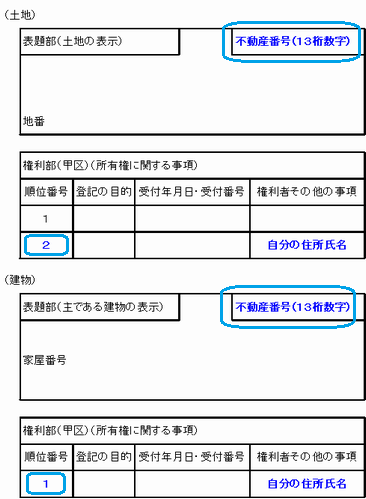 (土地)
表題部(土地の表示) 不動産番号(13桁数字)
地番
権利部(甲区)(所有権に関する事項)
順位番号 登記の目的 受付年月日・受付番号 権利者その他の事項
1
2 自分の住所氏名
(建物)
表題部(主である建物の表示) 不動産番号(13桁数字)
家屋番号
権利部(甲区)(所有権に関する事項)
順位番号 登記の目的 受付年月日・受付番号 権利者その他の事項
1 自分の住所氏名